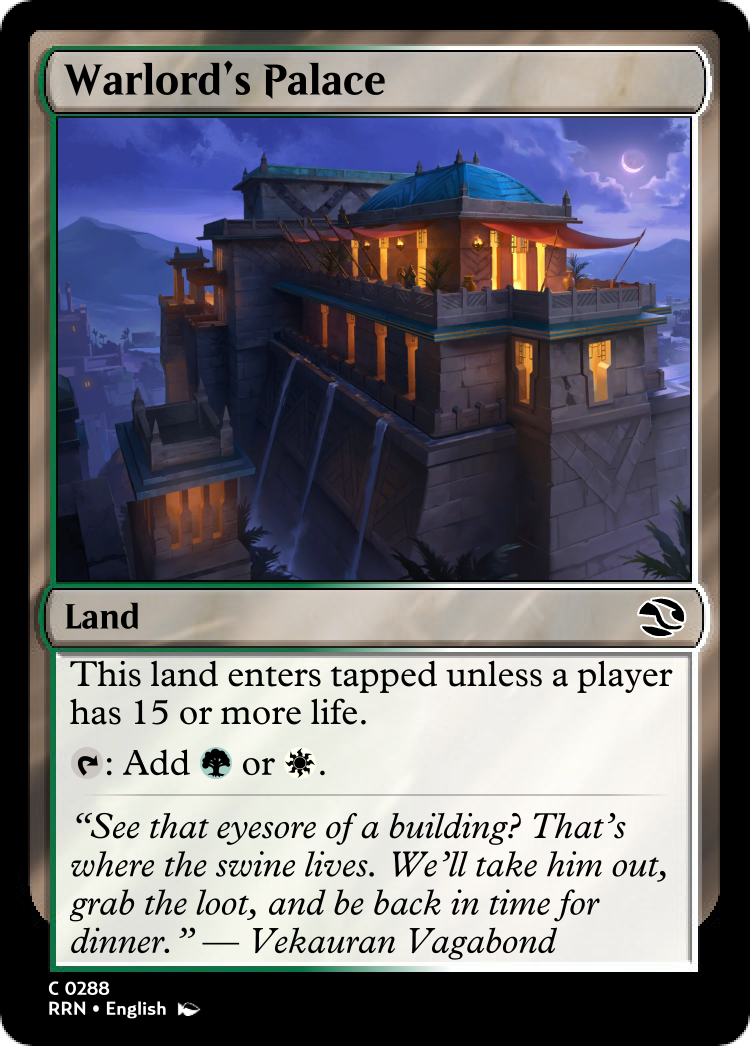 Warlord's Palace
Land
This land enters tapped unless a player
has 15 or more life.
: Add or .
“See that eyesore of a building? That's
where the swine lives. We'll take him out,
grab the loot, and be back in time for
dinner.” — Vekauran Vagabond
C 0288
RRN • English